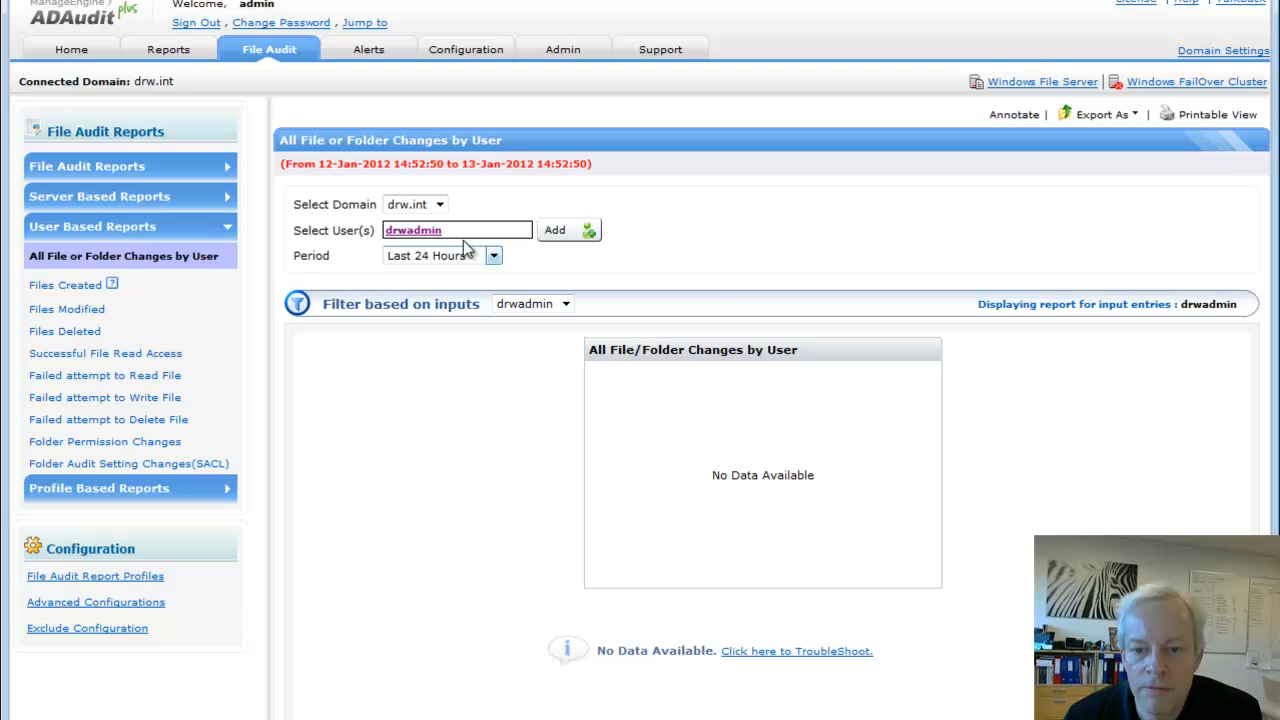 ManageEngine
ADAudit plus
Welcome, admin
Sign Out , Change Password , Jump to
License | Help | TalkBack
Home Reports File Audit Alerts Configuration Admin Support
Domain Settings
Connected Domain: drw.int
Windows File Server | Windows FailOver Cluster
Annotate | Export As | Printable View
File Audit Reports
File Audit Reports
Server Based Reports
User Based Reports
All File or Folder Changes by User
Files Created ?
Files Modified
Files Deleted
Successful File Read Access
Failed attempt to Read File
Failed attempt to Write File
Failed attempt to Delete File
Folder Permission Changes
Folder Audit Setting Changes(SACL)
Profile Based Reports
Configuration
File Audit Report Profiles
Advanced Configurations
Exclude Configuration
All File or Folder Changes by User
(From 12-Jan-2012 14:52:50 to 13-Jan-2012 14:52:50)
Select Domain drw.int
Select User(s) drwadmin Add
Period Last 24 Hours
Filter based on inputs drwadmin Displaying report for input entries : drwadmin
All File/Folder Changes by User
No Data Available
No Data Available. Click here to TroubleShoot.